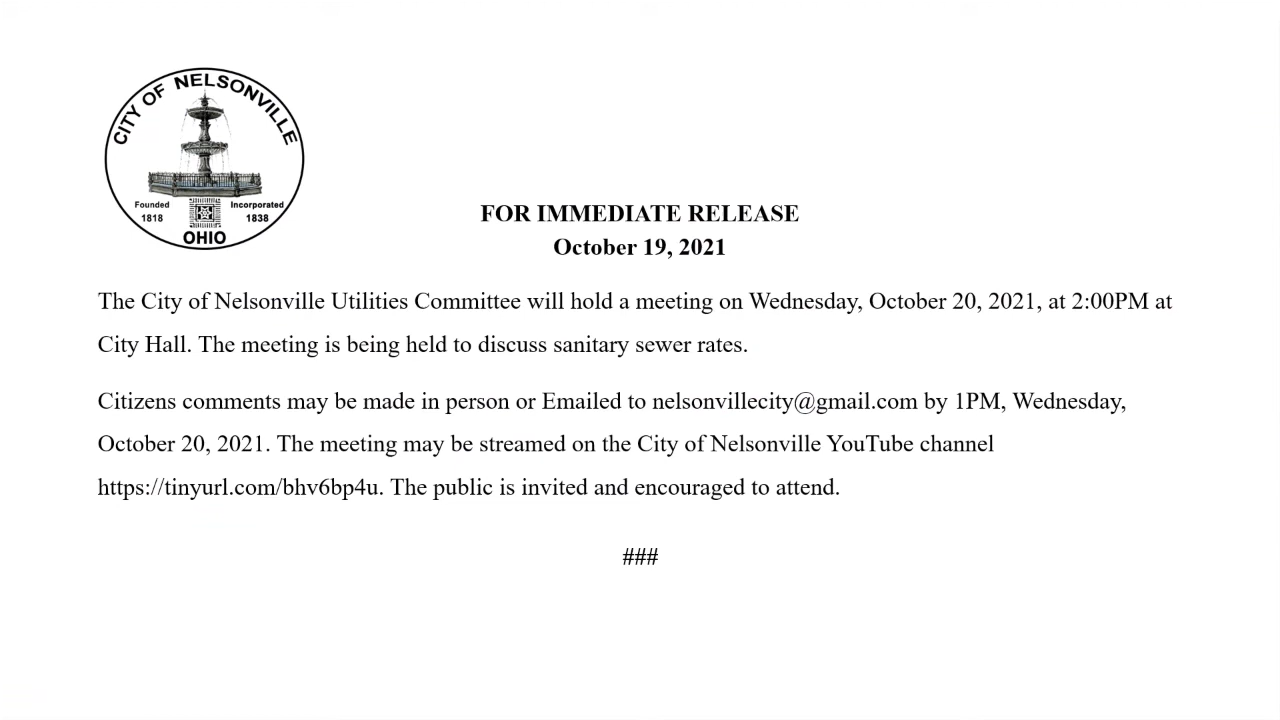 CITY OF NELSONVILLE
Founded
1818
Incorporated
1838
OHIO
FOR IMMEDIATE RELEASE
October 19, 2021
The City of Nelsonville Utilities Committee will hold a meeting on Wednesday, October 20, 2021, at 2:00PM at
City Hall. The meeting is being held to discuss sanitary sewer rates.
Citizens comments may be made in person or Emailed to nelsonvillecity@gmail.com by 1PM, Wednesday,
October 20, 2021. The meeting may be streamed on the City of Nelsonville YouTube channel
https://tinyurl.com/bhv6bp4u. The public is invited and encouraged to attend.
###